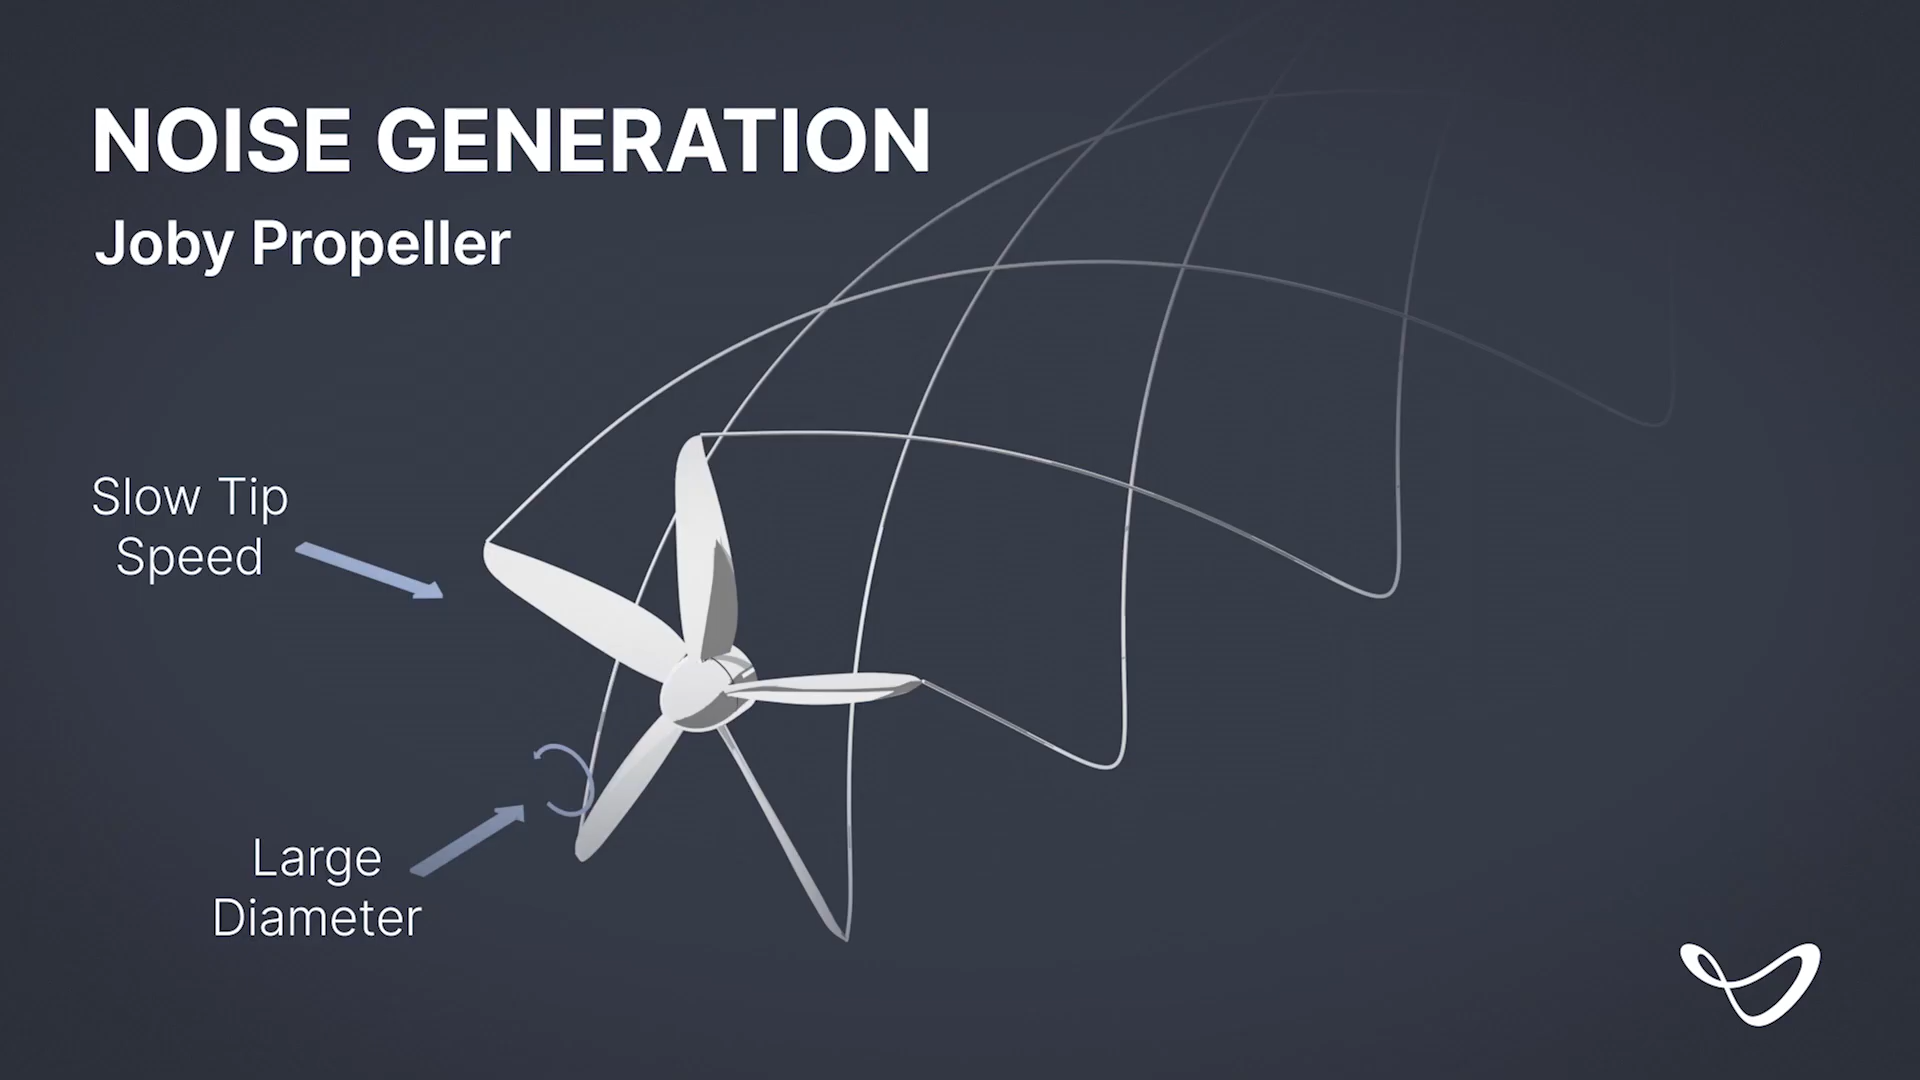 NOISE GENERATION
Joby Propeller
Slow Tip
Speed
Large
Diameter